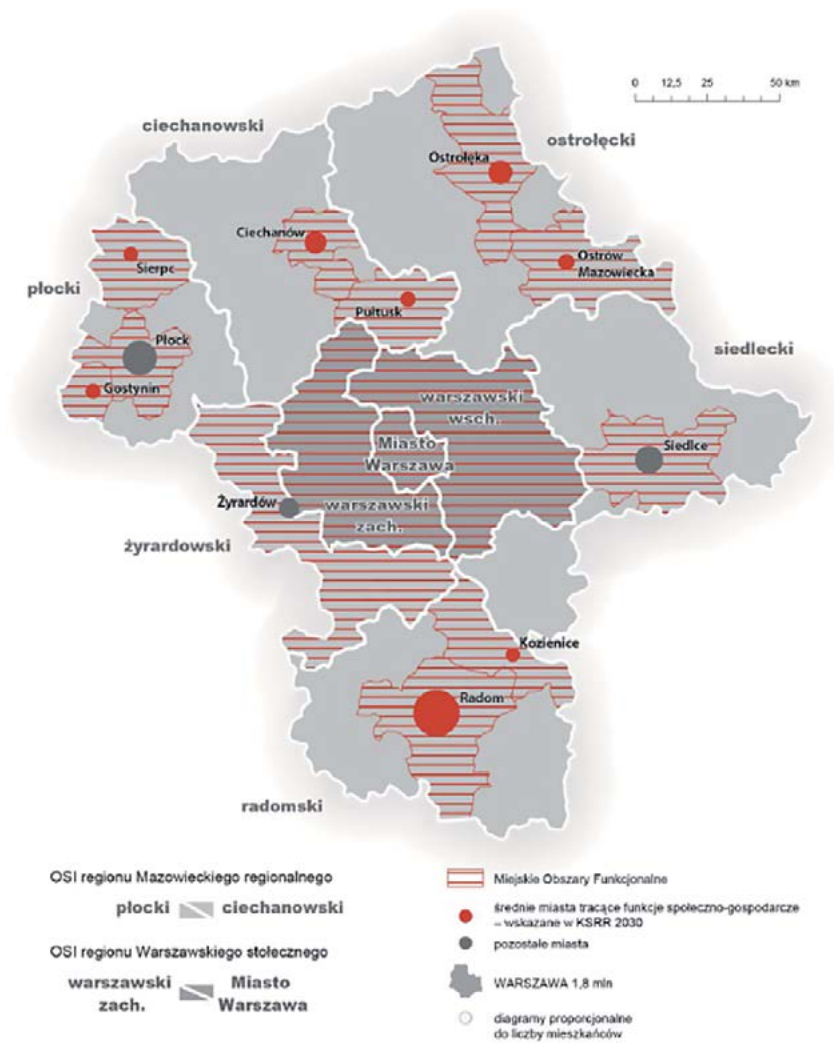 0 12,5 25 50 km
ciechanowski
ostrołęcki
Ostrołęka
Ciechanów
Sierpc
Ostrów
Mazowiecka
płocki
Pułtusk
Płock
siedlecki
Gostynin
warszawski
wsch.
Miasto
Warszawa
Siedlce
Żyrardów
warszawski
zach.
żyrardowski
Kozienice
Radom
radomski
OSI regionu Mazowieckiego regionalnego
płocki ciechanowski
OSI regionu Warszawskiego stołecznego
warszawski
zach.
Miasto
Warszawa
Miejskie Obszary Funkcjonalne
średnie miasta tracące funkcje społeczno-gospodarcze
– wskazane w KSRR 2030
pozostałe miasta
WARSZAWA 1,8 mln
diagramy proporcjonalne
do liczby mieszkańców